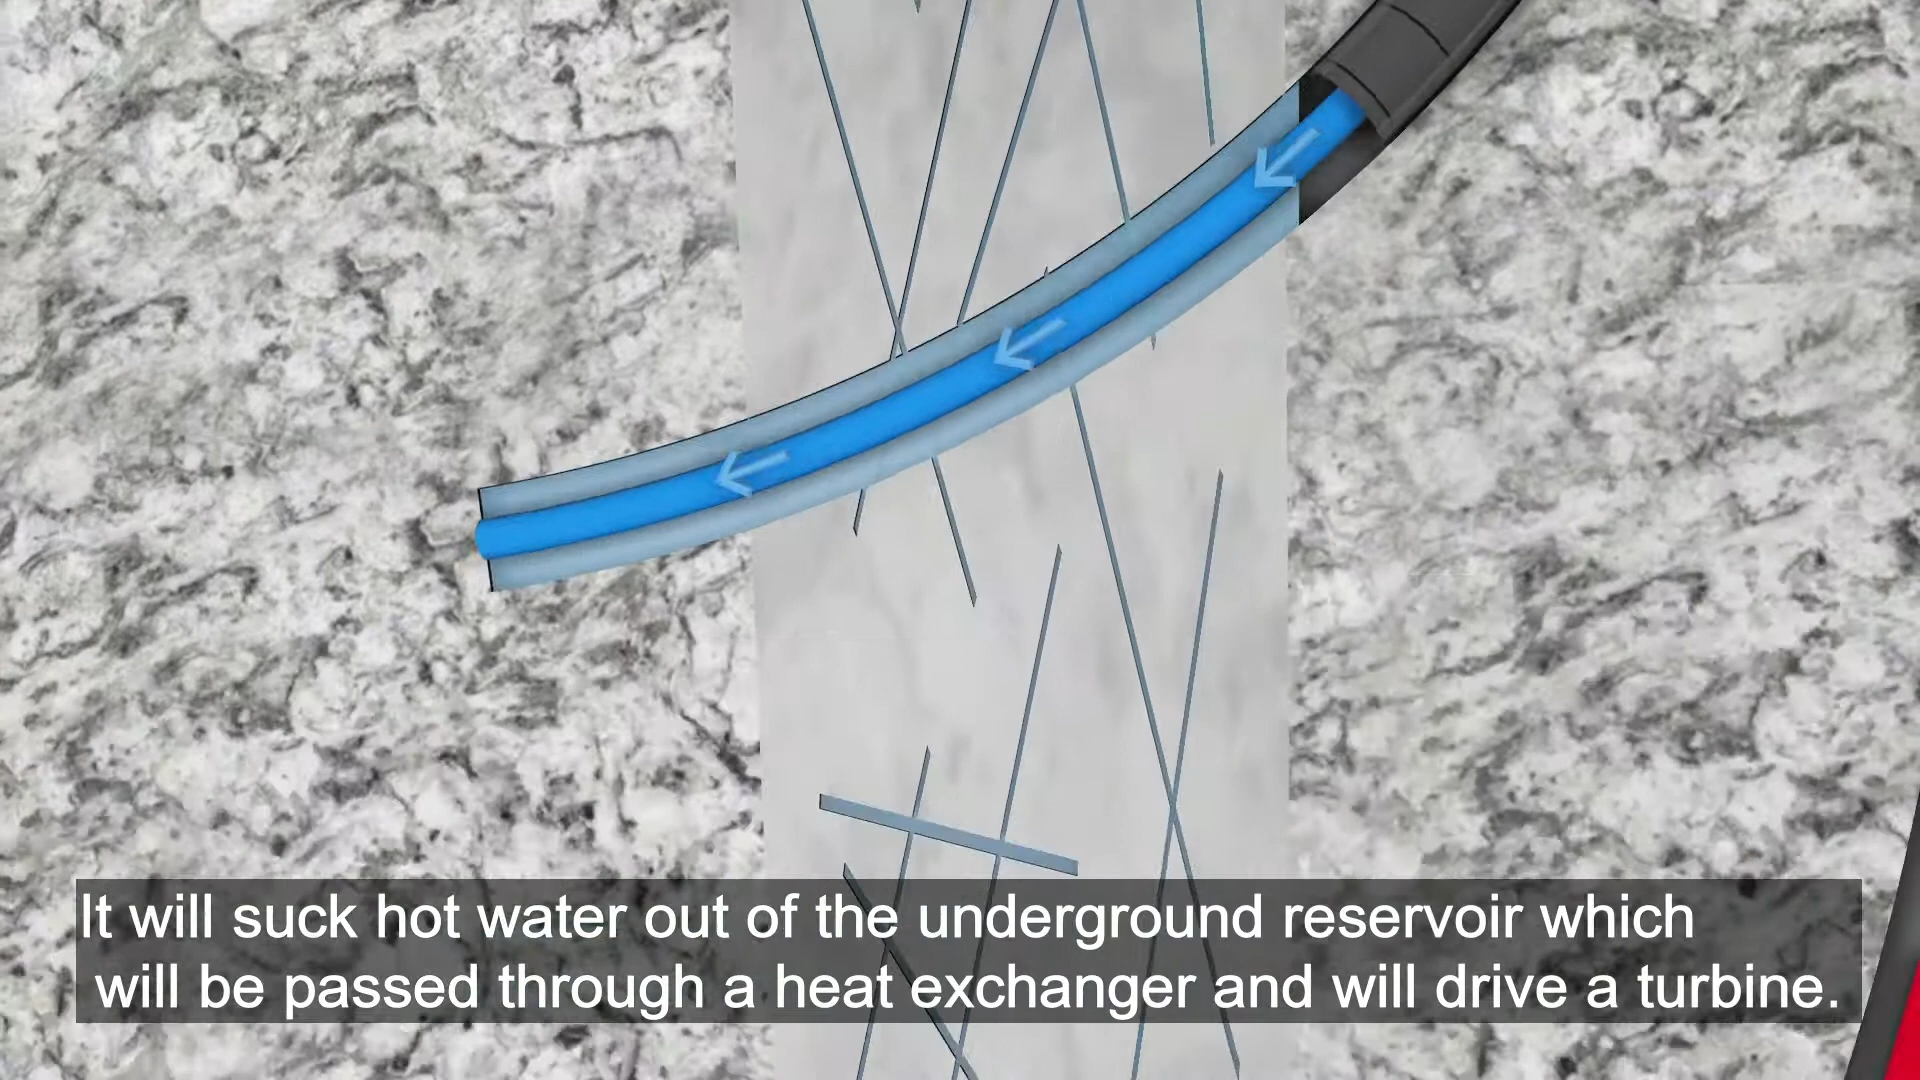 It will suck hot water out of the underground reservoir which
will be passed through a heat exchanger and will drive a turbine.